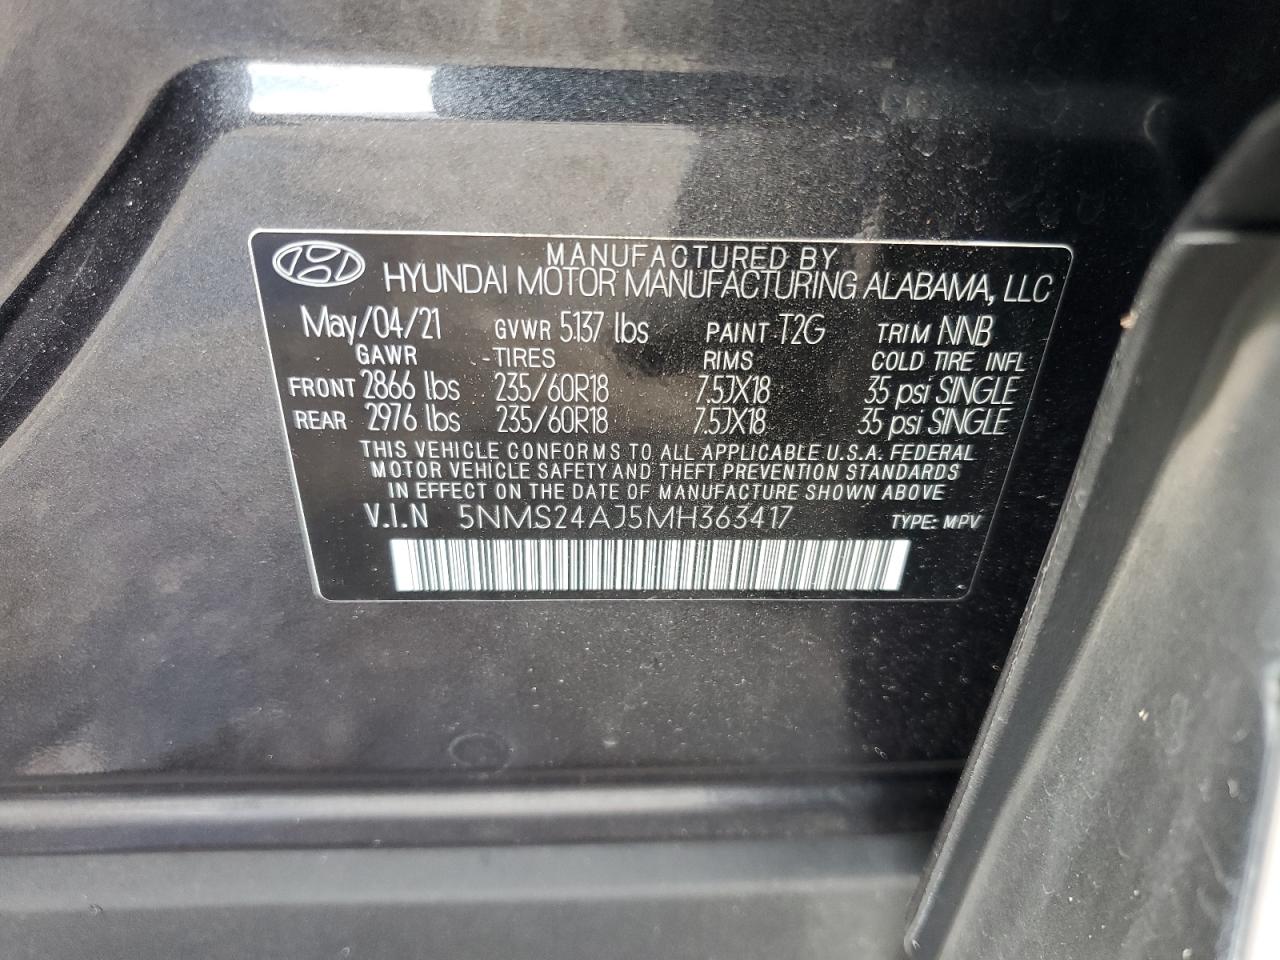 MANUFACTURED BY
HYUNDAI MOTOR MANUFACTURING ALABAMA, LLC
May/04/21 GVWR 5137 lbs PAINT T2G TRIM NNB
GAWR -TIRES RIMS COLD TIRE INFL
FRONT 2866 lbs 235/60R18 7.5JX18 35 psi SINGLE
REAR 2976 lbs 235/60R18 7.5JX18 35 psi SINGLE
THIS VEHICLE CONFORMS TO ALL APPLICABLE U.S.A. FEDERAL
MOTOR VEHICLE SAFETY AND THEFT PREVENTION STANDARDS
IN EFFECT ON THE DATE OF MANUFACTURE SHOWN ABOVE
V.I.N 5NMS24AJ5MH363417 TYPE: MPV